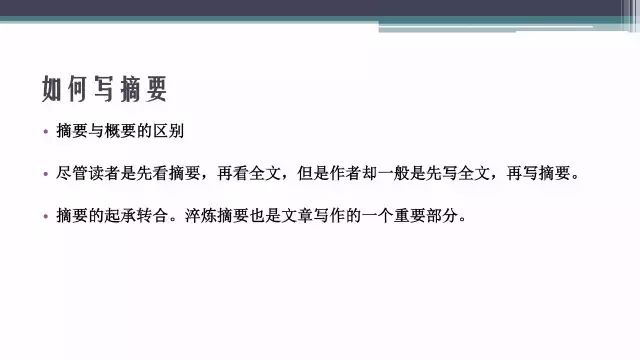 如何写摘要
• 摘要与概要的区别
• 尽管读者是先看摘要，再看全文，但是作者却一般是先写全文，再写摘要。
• 摘要的起承转合。淬炼摘要也是文章写作的一个重要部分。